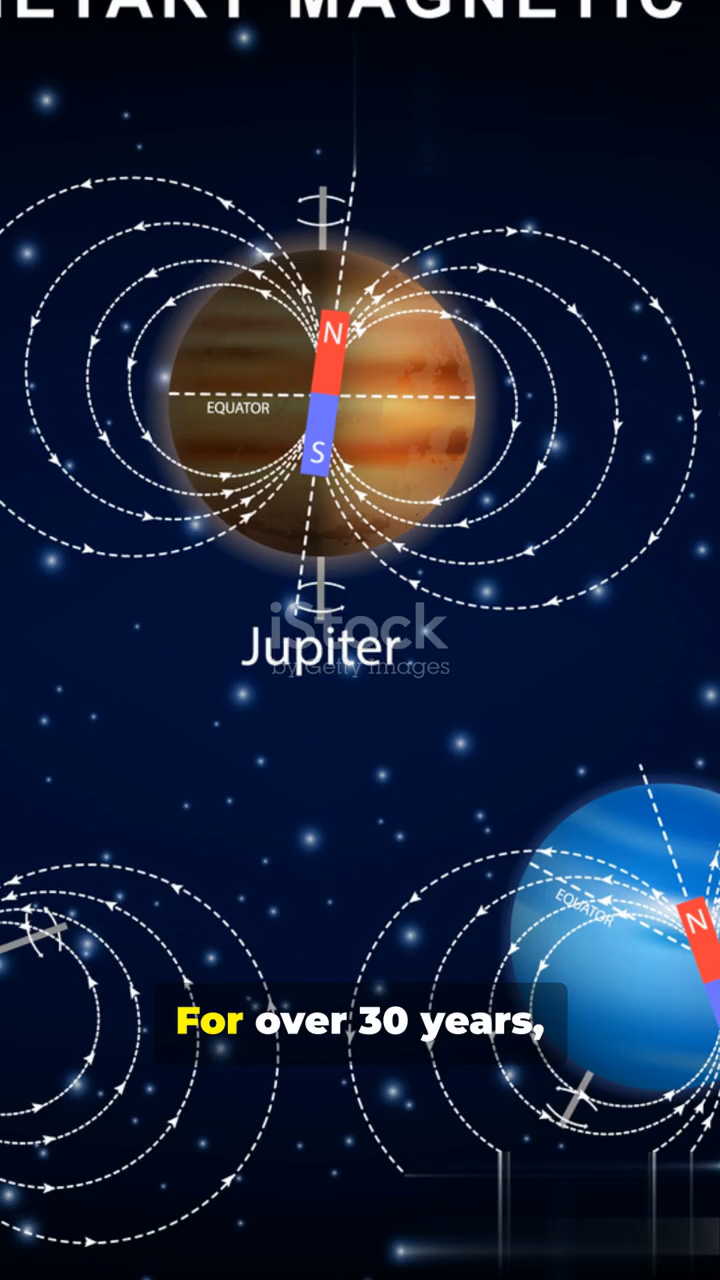 ETARY MAGNETIC
N
EQUATOR
S
iStock
Jupiter
by Getty Images
EQUATOR
N
For over 30 years,